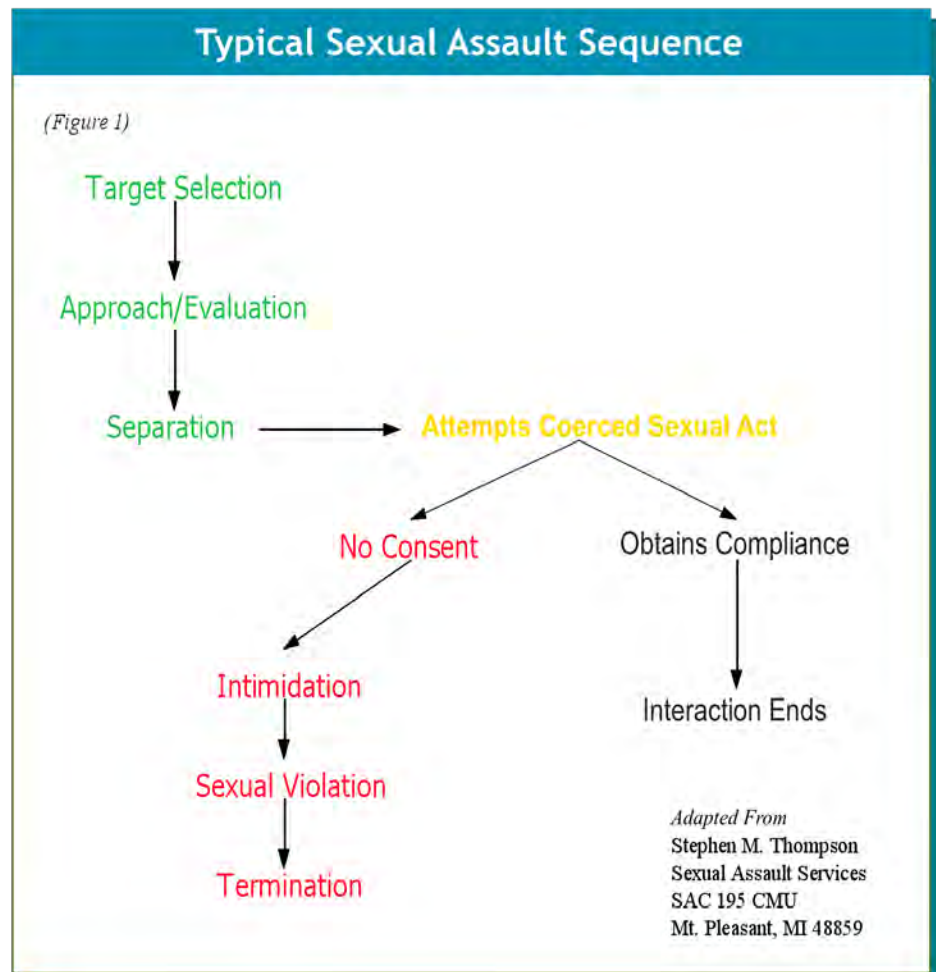 Typical Sexual Assault Sequence
(Figure 1)
Target Selection
Approach/Evaluation
Separation
Attempts Coerced Sexual Act
No Consent
Obtains Compliance
Intimidation
Interaction Ends
Sexual Violation
Termination
Adapted From
Stephen M. Thompson
Sexual Assault Services
SAC 195 CMU
Mt. Pleasant, MI 48859